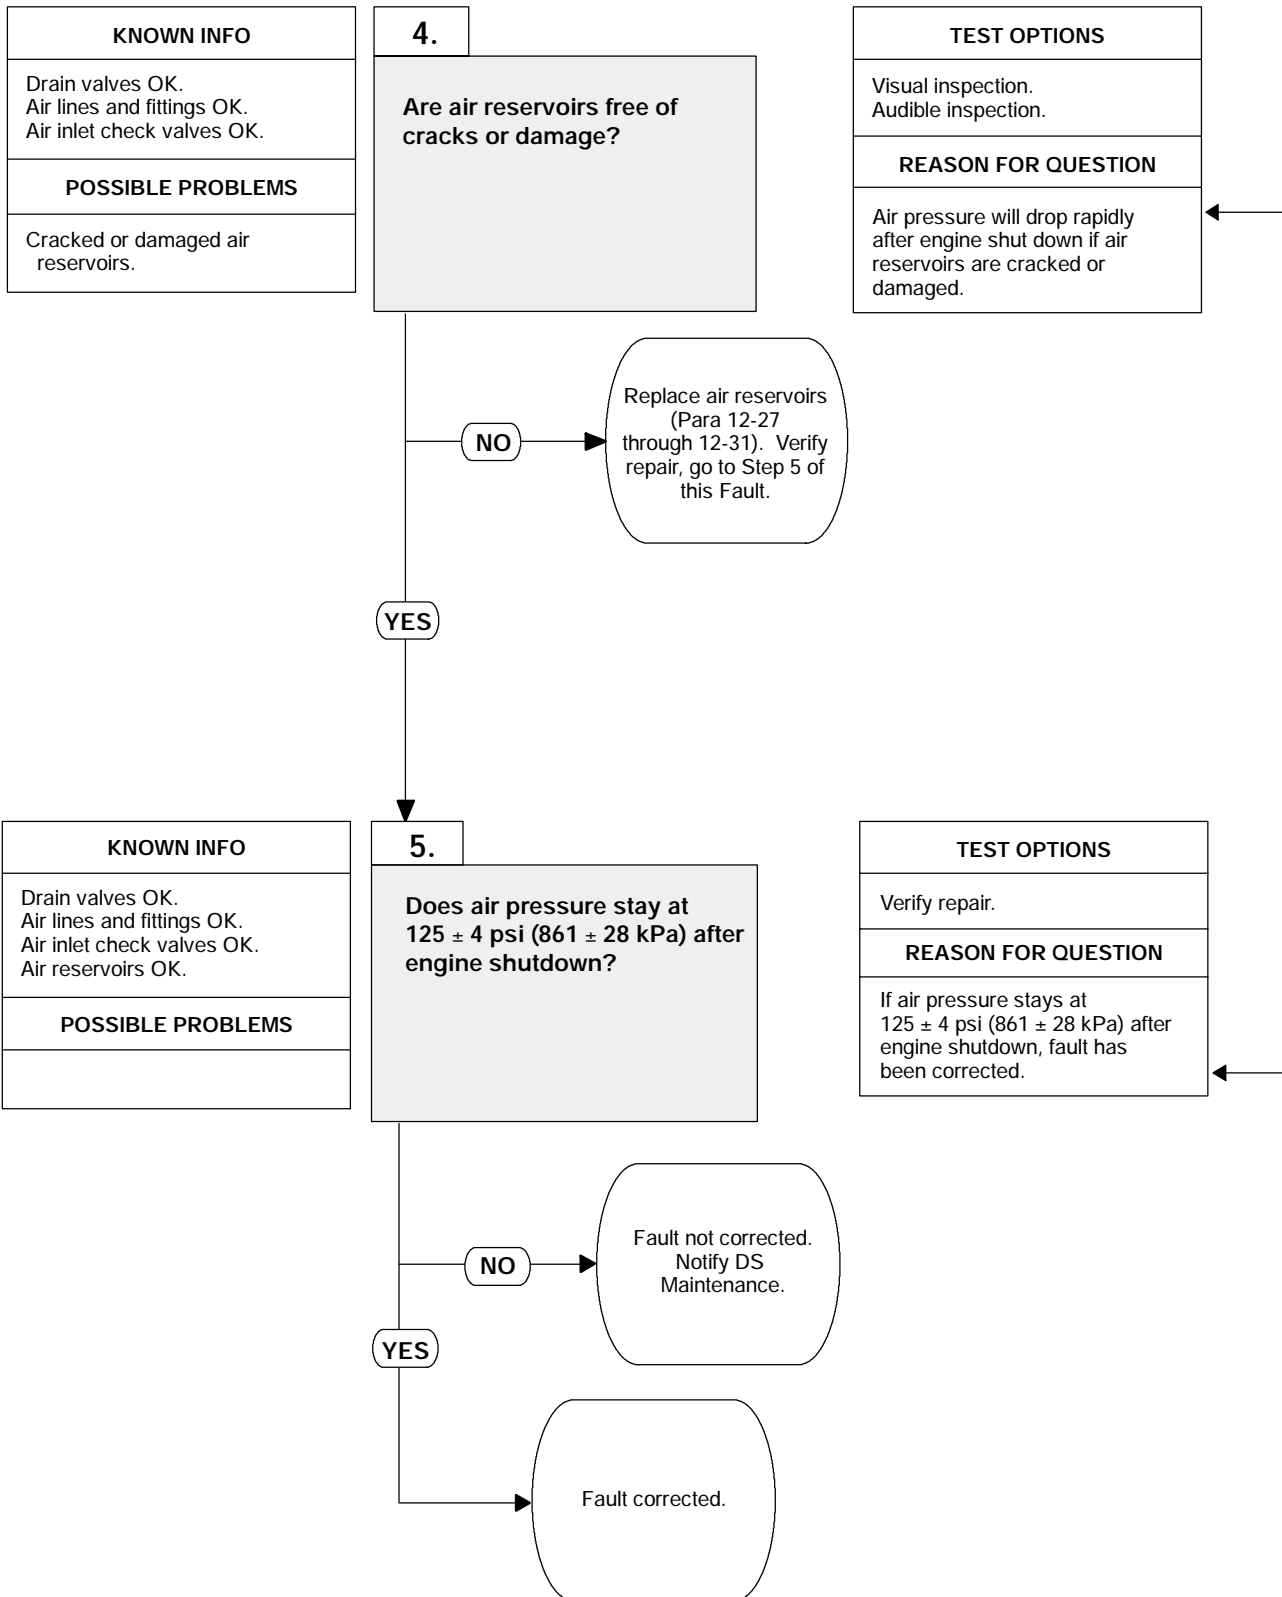 KNOWN INFO
Drain valves OK.
Air lines and fittings OK.
Air inlet check valves OK.
POSSIBLE PROBLEMS
Cracked or damaged air
reservoirs.
4.
Are air reservoirs free of
cracks or damage?
TEST OPTIONS
Visual inspection.
Audible inspection.
REASON FOR QUESTION
Air pressure will drop rapidly
after engine shut down if air
reservoirs are cracked or
damaged.
NO
Replace air reservoirs
(Para 12-27
through 12-31). Verify
repair, go to Step 5 of
this Fault.
YES
KNOWN INFO
Drain valves OK.
Air lines and fittings OK.
Air inlet check valves OK.
Air reservoirs OK.
POSSIBLE PROBLEMS
5.
Does air pressure stay at
125 ± 4 psi (861 ± 28 kPa) after
engine shutdown?
TEST OPTIONS
Verify repair.
REASON FOR QUESTION
If air pressure stays at
125 ± 4 psi (861 ± 28 kPa) after
engine shutdown, fault has
been corrected.
NO
Fault not corrected.
Notify DS
Maintenance.
YES
Fault corrected.